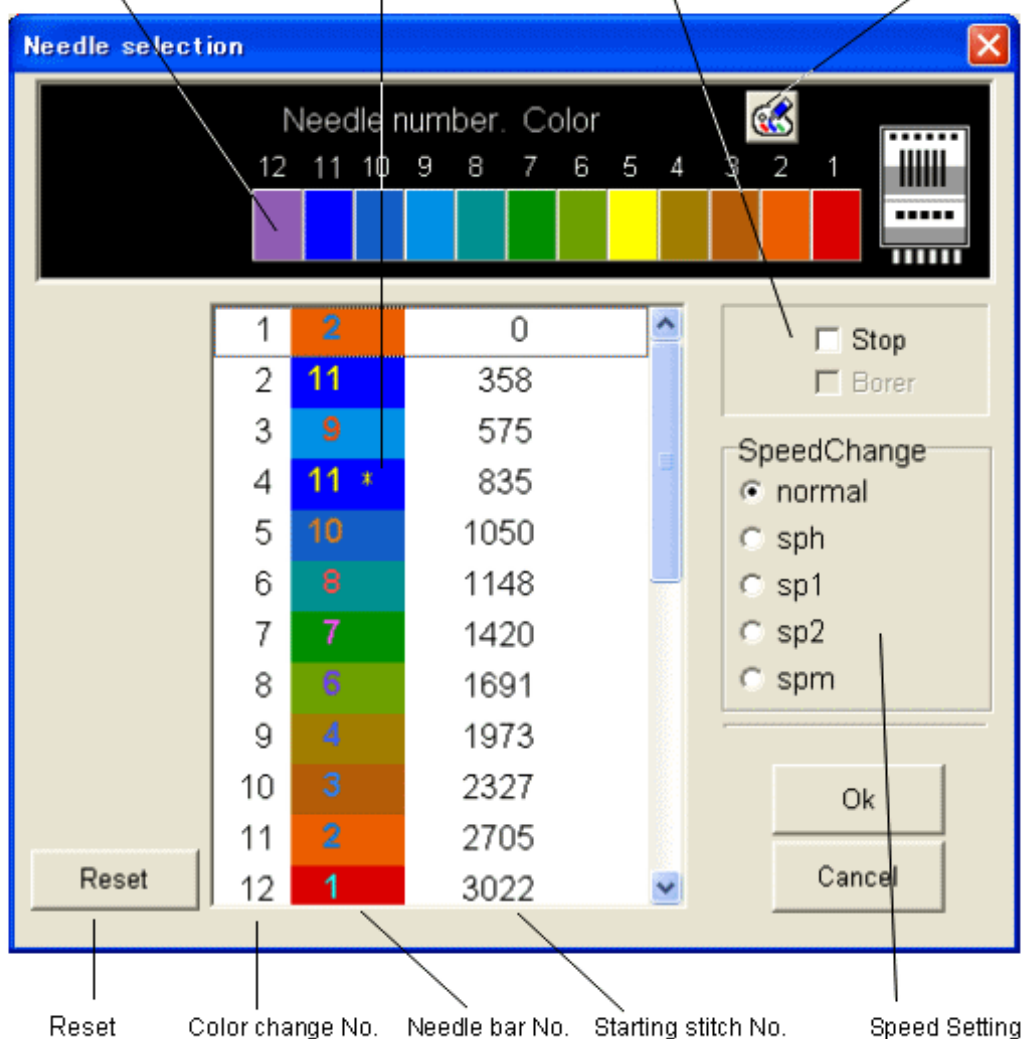 Needle selection
Needle number. Color
12 11 10 9 8 7 6 5 4 3 2 1
1 2 0
2 11 358
3 9 575
4 11 * 835
5 10 1050
6 8 1148
7 7 1420
8 6 1691
9 4 1973
10 3 2327
11 2 2705
12 1 3022
Stop
Borer
SpeedChange
normal
sph
sp1
sp2
spm
Ok
Cancel
Reset
Reset Color change No. Needle bar No. Starting stitch No. Speed Setting